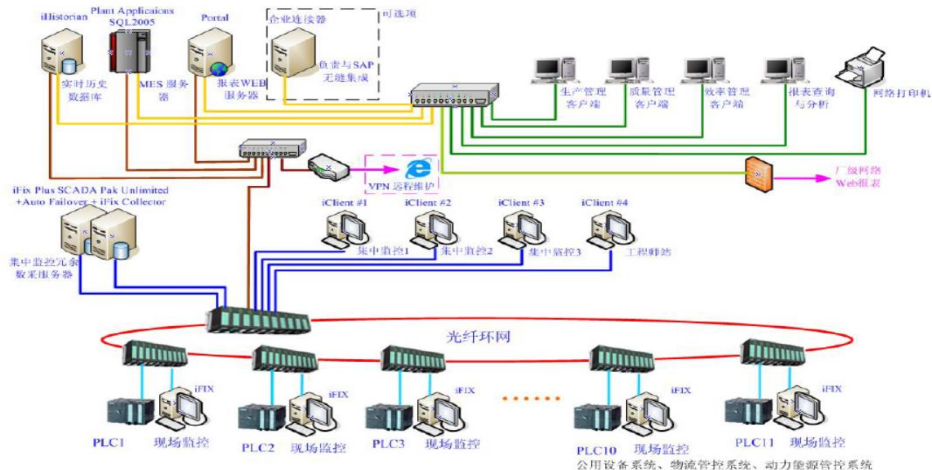 iHistorian
Plant Applicaions
SQL2005
Portal
企业连接器
可选项
实时历史
数据库
MES 服务
器
报表WEB
服务器
负责与SAP
无缝集成
生产管理
客户端
质量管理
客户端
效率管理
客户端
报表查询
与分析
网络打印机
VPN 远程维护
厂级网络
Web报表
iFix Plus SCADA Pak Unlimited
+Auto Failover + iFix Collector
iClient #1
iClient #2
iClient #3
iClient #4
集中监控1
集中监控2
集中监控3
工程师站
集中监控冗余
数采服务器
光纤环网
iFIX
iFIX
iFIX
iFIX
iFIX
PLC1
现场监控
PLC2
现场监控
PLC3
现场监控
PLC10
现场监控
PLC11
现场监控
公用设备系统、物流管控系统、动力能源管控系统